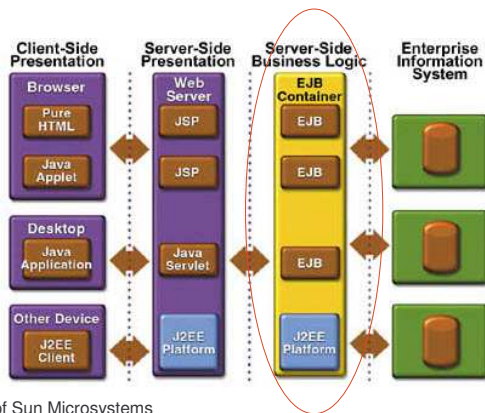 Client-Side
Presentation
Server-Side
Presentation
Server-Side
Business Logic
Enterprise
Information
System
Browser
Pure
HTML
Java
Applet
Desktop
Java
Application
Other Device
J2EE
Client
Web
Server
JSP
JSP
Java
Servlet
J2EE
Platform
EJB
Container
EJB
EJB
EJB
J2EE
Platform
of Sun Microsystems